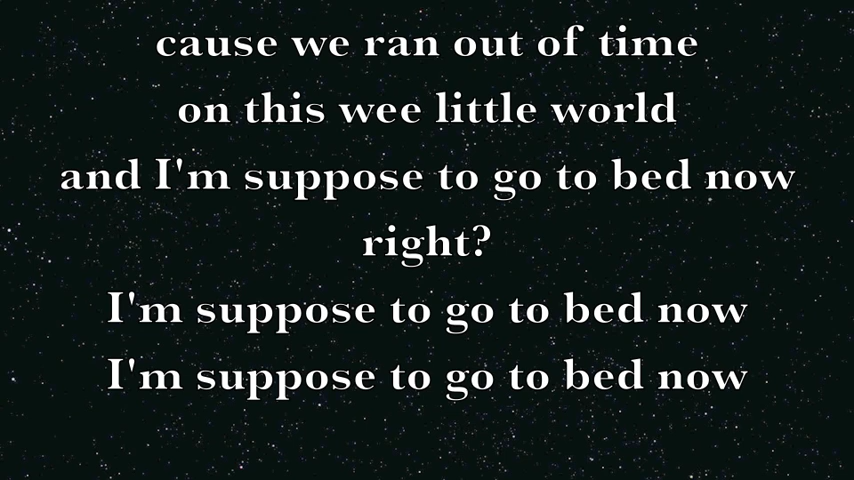 cause we ran out of time
on this wee little world
and I'm suppose to go to bed now
right?
I'm suppose to go to bed now
I'm suppose to go to bed now